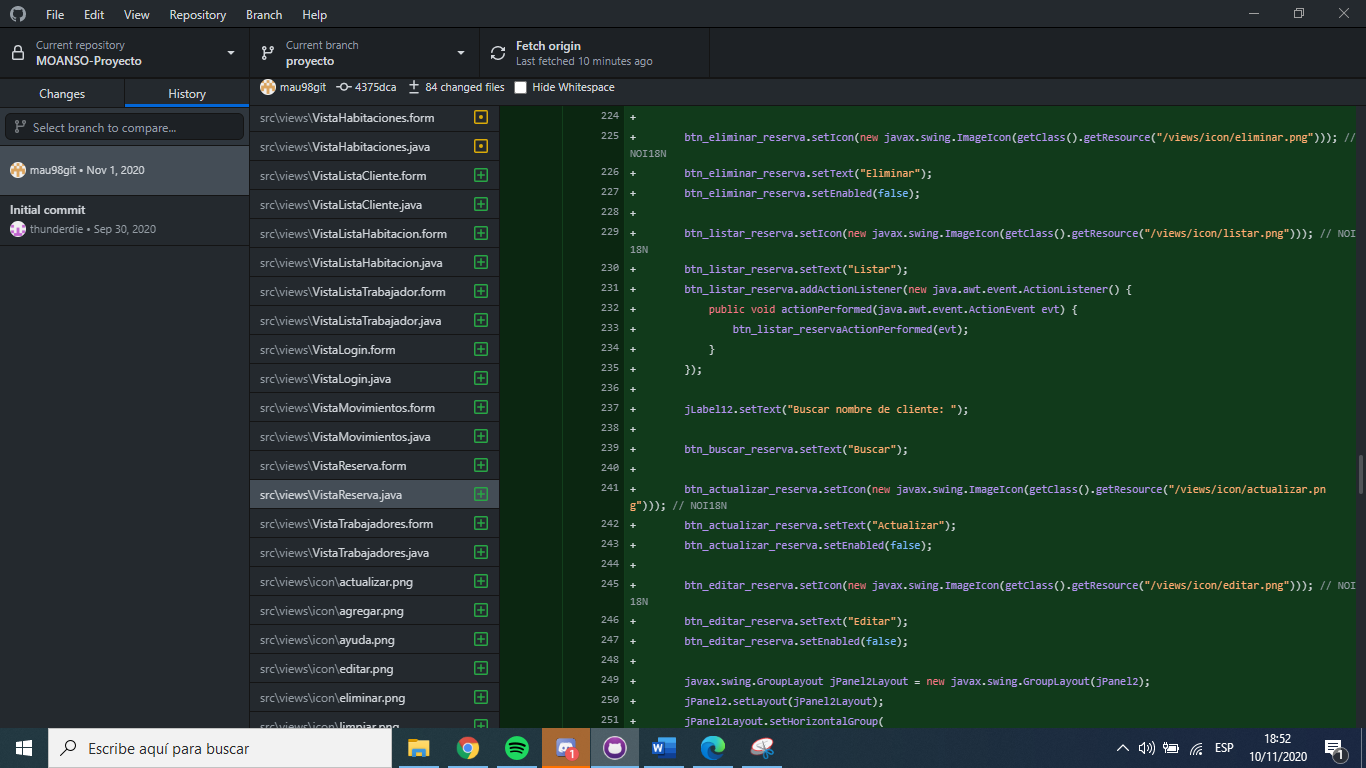 File Edit View Repository Branch Help
Current repository
MOANSO-Proyecto
Current branch
proyecto
Fetch origin
Last fetched 10 minutes ago
Changes History
Select branch to compare...
mau98git • Nov 1, 2020
Initial commit
thunderdie • Sep 30, 2020
mau98git 4375dca 84 changed files Hide Whitespace
src\views\VistaHabitaciones.form
src\views\VistaHabitaciones.java
src\views\VistaListaCliente.form
src\views\VistaListaCliente.java
src\views\VistaListaHabitacion.form
src\views\VistaListaHabitacion.java
src\views\VistaListaTrabajador.form
src\views\VistaListaTrabajador.java
src\views\VistaLogin.form
src\views\VistaLogin.java
src\views\VistaMovimientos.form
src\views\VistaMovimientos.java
src\views\VistaReserva.form
src\views\VistaReserva.java
src\views\VistaTrabajadores.form
src\views\VistaTrabajadores.java
src\views\icon\actualizar.png
src\views\icon\agregar.png
src\views\icon\ayuda.png
src\views\icon\editar.png
src\views\icon\eliminar.png
src\views\icon\limpiar.png
224 +
225 + btn_eliminar_reserva.setIcon(new javax.swing.ImageIcon(getClass().getResource("/views/icon/eliminar.png"))); //
NOI18N
226 + btn_eliminar_reserva.setText("Eliminar");
227 + btn_eliminar_reserva.setEnabled(false);
228 +
229 + btn_listar_reserva.setIcon(new javax.swing.ImageIcon(getClass().getResource("/views/icon/listar.png"))); // NOI
18N
230 + btn_listar_reserva.setText("Listar");
231 + btn_listar_reserva.addActionListener(new java.awt.event.ActionListener() {
232 + public void actionPerformed(java.awt.event.ActionEvent evt) {
233 + btn_listar_reservaActionPerformed(evt);
234 + }
235 + });
236 +
237 + jLabel12.setText("Buscar nombre de cliente: ");
238 +
239 + btn_buscar_reserva.setText("Buscar");
240 +
241 + btn_actualizar_reserva.setIcon(new javax.swing.ImageIcon(getClass().getResource("/views/icon/actualizar.pn
g"))); // NOI18N
242 + btn_actualizar_reserva.setText("Actualizar");
243 + btn_actualizar_reserva.setEnabled(false);
244 +
245 + btn_editar_reserva.setIcon(new javax.swing.ImageIcon(getClass().getResource("/views/icon/editar.png"))); // NOI
18N
246 + btn_editar_reserva.setText("Editar");
247 + btn_editar_reserva.setEnabled(false);
248 +
249 + javax.swing.GroupLayout jPanel2Layout = new javax.swing.GroupLayout(jPanel2);
250 + jPanel2.setLayout(jPanel2Layout);
251 + jPanel2Layout.setHorizontalGroup(
Escribe aquí para buscar
1
ESP
18:52
10/11/2020
1